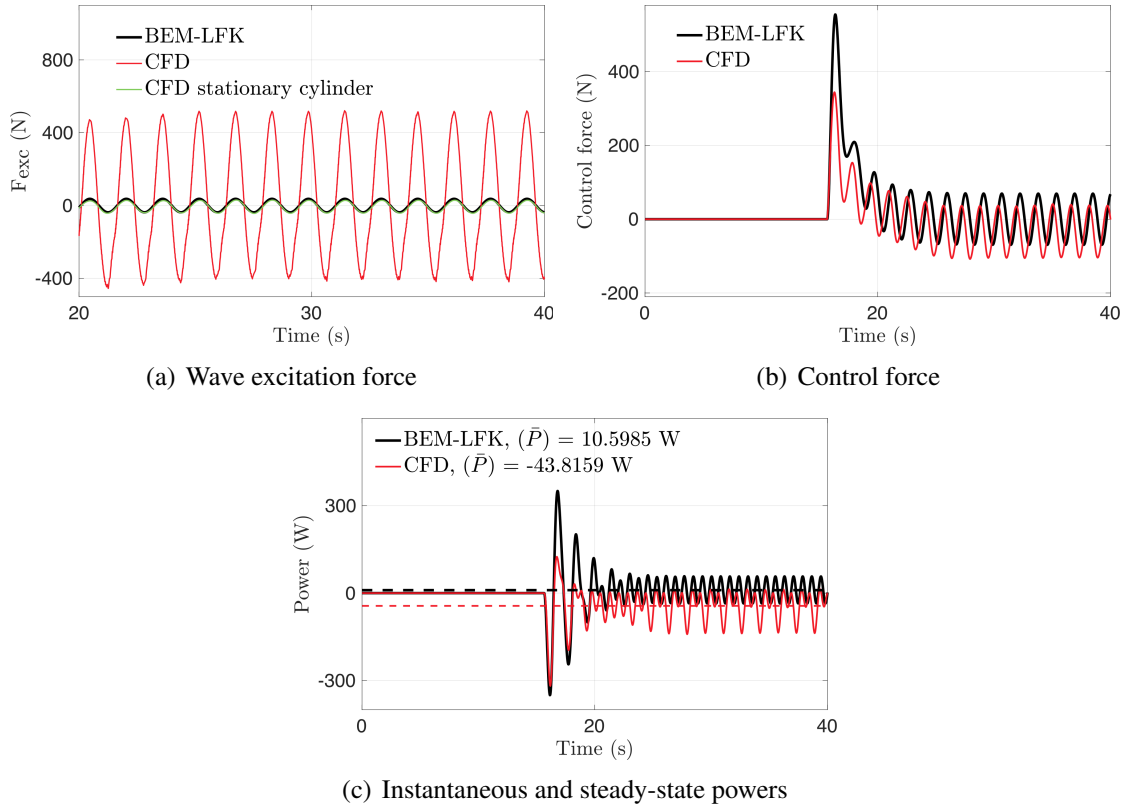 BEM-LFK
CFD
CFD stationary cylinder
800
400
0
-400
20
30
40
Fexc (N)
Time (s)
(a) Wave excitation force
BEM-LFK
CFD
400
200
0
-200
0
20
40
Control force (N)
Time (s)
(b) Control force
BEM-LFK, (P̄) = 10.5985 W
CFD, (P̄) = -43.8159 W
300
0
-300
0
20
40
Power (W)
Time (s)
(c) Instantaneous and steady-state powers